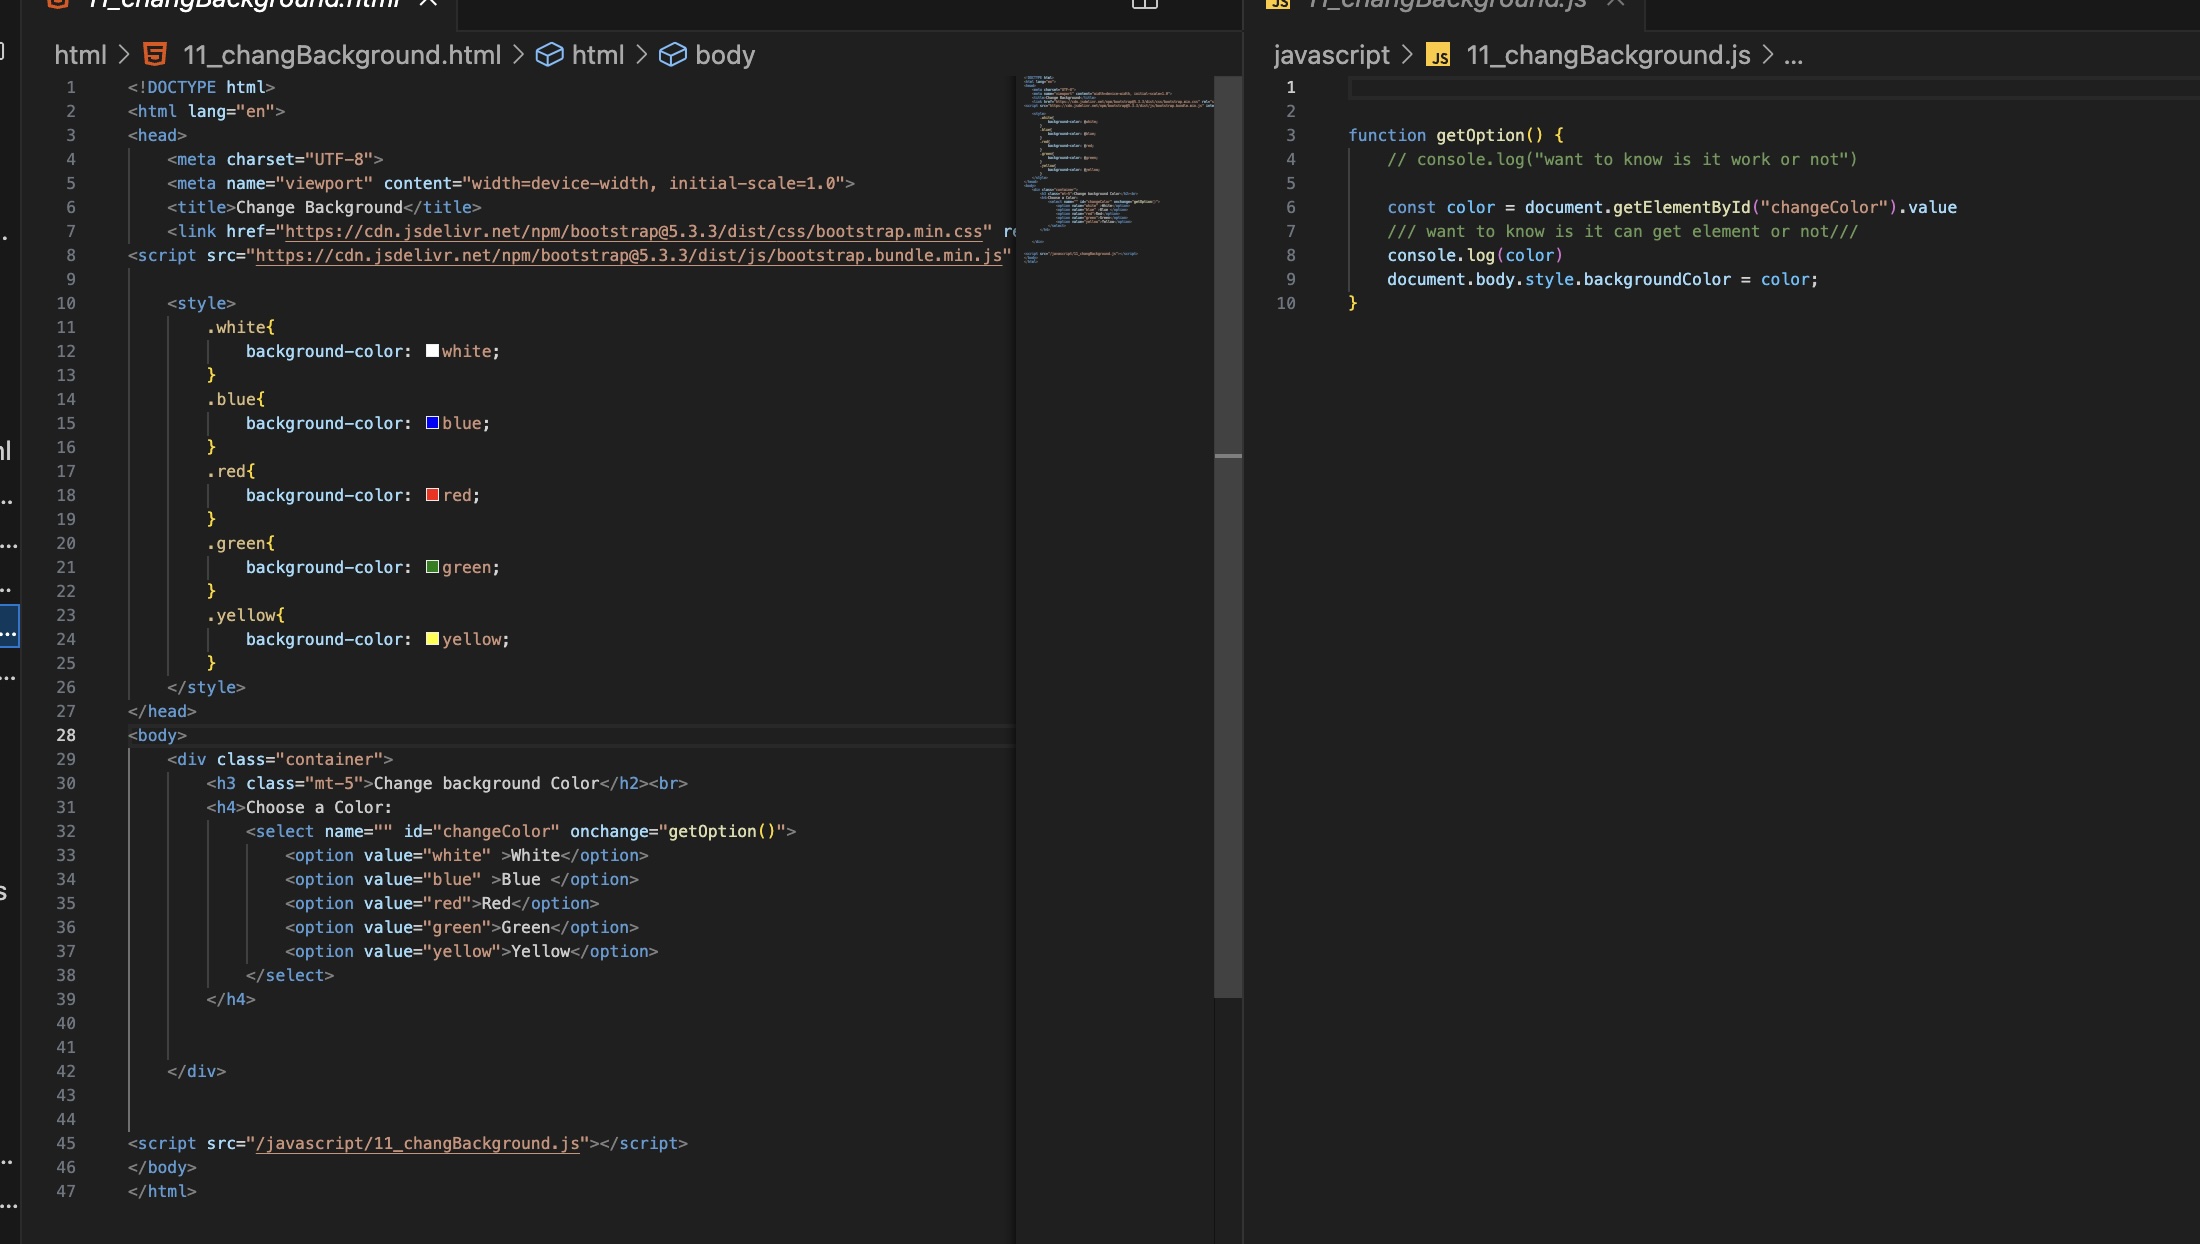 11_changBackground.html
html > 11_changBackground.html > html > body
1 <!DOCTYPE html>
2 <html lang="en">
3 <head>
4 <meta charset="UTF-8">
5 <meta name="viewport" content="width=device-width, initial-scale=1.0">
6 <title>Change Background</title>
7 <link href="https://cdn.jsdelivr.net/npm/bootstrap@5.3.3/dist/css/bootstrap.min.css" re
8 <script src="https://cdn.jsdelivr.net/npm/bootstrap@5.3.3/dist/js/bootstrap.bundle.min.js"
9
10 <style>
11 .white{
12 background-color: white;
13 }
14 .blue{
15 background-color: blue;
16 }
17 .red{
18 background-color: red;
19 }
20 .green{
21 background-color: green;
22 }
23 .yellow{
24 background-color: yellow;
25 }
26 </style>
27 </head>
28 <body>
29 <div class="container">
30 <h3 class="mt-5">Change background Color</h2><br>
31 <h4>Choose a Color:
32 <select name="" id="changeColor" onchange="getOption()">
33 <option value="white" >White</option>
34 <option value="blue" >Blue </option>
35 <option value="red">Red</option>
36 <option value="green">Green</option>
37 <option value="yellow">Yellow</option>
38 </select>
39 </h4>
40
41
42 </div>
43
44
45 <script src="/javascript/11_changBackground.js"></script>
46 </body>
47 </html>
JS 11_changBackground.js
javascript > JS 11_changBackground.js > ...
1
2
3 function getOption() {
4 // console.log("want to know is it work or not")
5
6 const color = document.getElementById("changeColor").value
7 /// want to know is it can get element or not///
8 console.log(color)
9 document.body.style.backgroundColor = color;
10 }